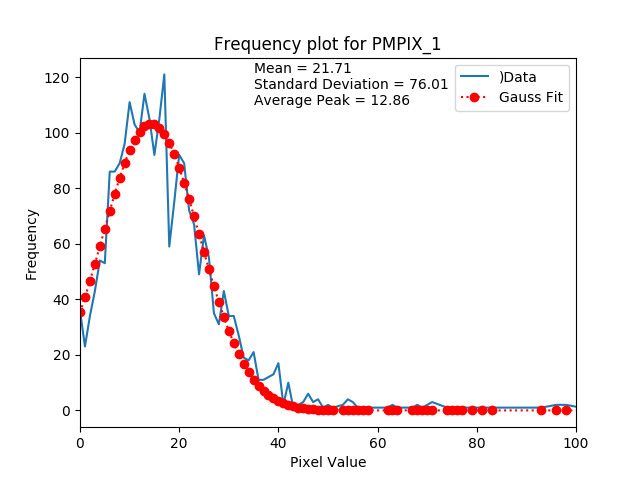 Frequency plot for PMPIX_1
Mean = 21.71
Standard Deviation = 76.01
Average Peak = 12.86
)Data
Gauss Fit
120
100
80
60
40
20
0
Frequency
0 20 40 60 80 100
Pixel Value